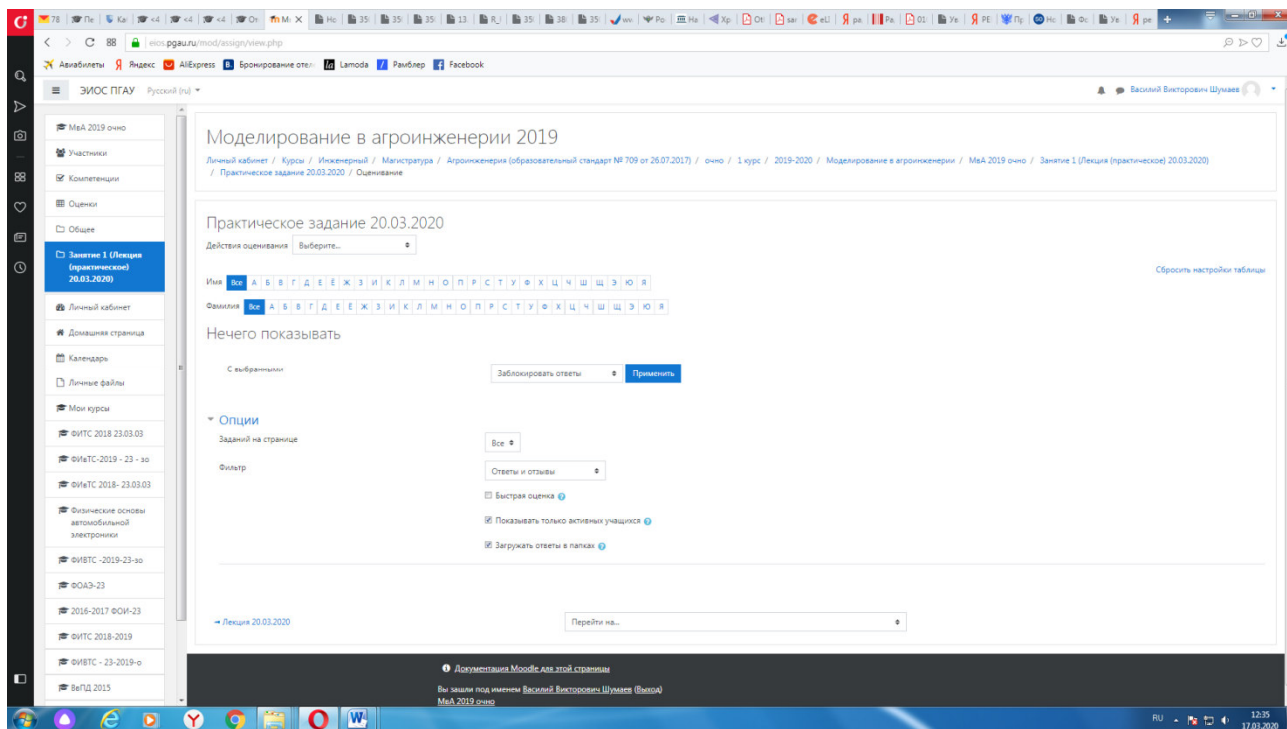 eios.pgau.ru/mod/assign/view.php
Авиабилеты Яндекс AliExpress Бронирование отел Lamoda Рамблер Facebook
ЭИОС ПГАУ Русский (ru)
Василий Викторович Шумаев
МвА 2019 очно
Участники
Компетенции
Оценки
Общее
Занятие 1 (Лекция
(практическое)
20.03.2020)
Личный кабинет
Домашняя страница
Календарь
Личные файлы
Мои курсы
ФИТС 2018 23.03.03
ФИвТС-2019 - 23 - зо
ФИвТС 2018- 23.03.03
Физические основы
автомобильной
электроники
ФИВТС -2019-23-зо
ФОАЭ-23
2016-2017 ФОИ-23
ФИТС 2018-2019
ФИВТС - 23-2019-о
ВвПД 2015
Моделирование в агроинженерии 2019
Личный кабинет / Курсы / Инженерный / Магистратура / Агроинженерия (образовательный стандарт № 709 от 26.07.2017) / очно / 1 курс / 2019-2020 / Моделирование в агроинженерии / МвА 2019 очно / Занятие 1 (Лекция (практическое) 20.03.2020)
/ Практическое задание 20.03.2020 / Оценивание
Практическое задание 20.03.2020
Действия оценивания Выберите...
Сбросить настройки таблицы
Имя Все А Б В Г Д Е Ё Ж З И К Л М Н О П Р С Т У Ф Х Ц Ч Ш Щ Э Ю Я
Фамилия Все А Б В Г Д Е Ё Ж З И К Л М Н О П Р С Т У Ф Х Ц Ч Ш Щ Э Ю Я
Нечего показывать
С выбранными Заблокировать ответы Применить
Опции
Заданий на странице Все
Фильтр Ответы и отзывы
Быстрая оценка
Показывать только активных учащихся
Загружать ответы в папках
Лекция 20.03.2020 Перейти на...
Документация Moodle для этой страницы
Вы зашли под именем Василий Викторович Шумаев (Выход)
МвА 2019 очно
RU 12:35
17.03.2020